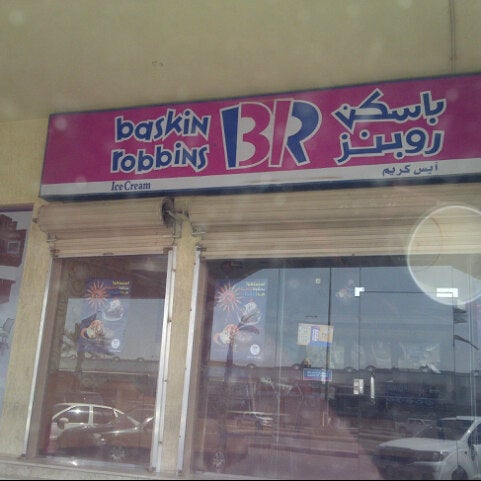 baskin
robbins
Ice Cream
BR
باسكن
روبنز
آيس كريم